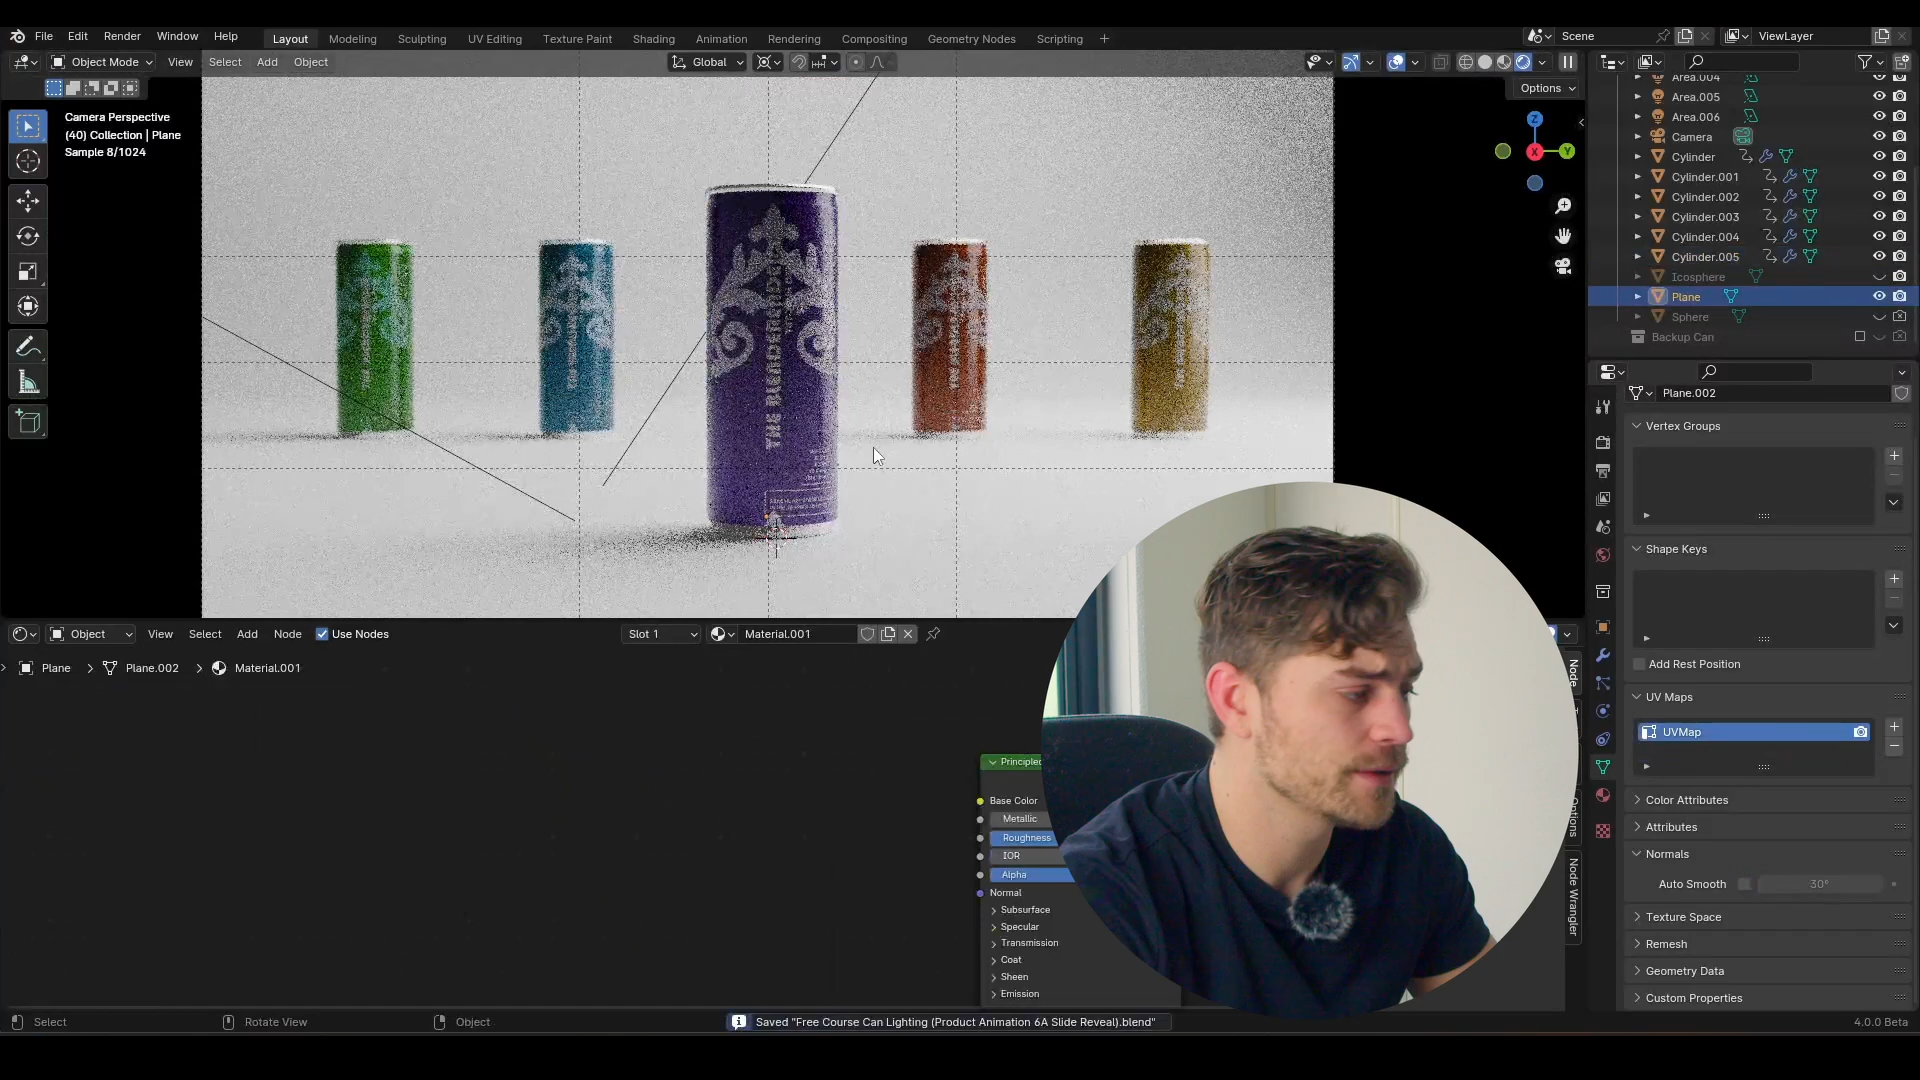 File Edit Render Window Help
Layout Modeling Sculpting UV Editing Texture Paint Shading Animation Rendering Compositing Geometry Nodes Scripting +
Scene
ViewLayer
Object Mode View Select Add Object
Global
Options
Camera Perspective
(40) Collection | Plane
Sample 8/1024
Z
X
Y
Area.004
Area.005
Area.006
Camera
Cylinder
Cylinder.001
Cylinder.002
Cylinder.003
Cylinder.004
Cylinder.005
Icosphere
Plane
Sphere
Backup Can
Plane.002
Vertex Groups
Shape Keys
Add Rest Position
UV Maps
UVMap
Color Attributes
Attributes
Normals
Auto Smooth 30°
Texture Space
Remesh
Geometry Data
Custom Properties
Object View Select Add Node Use Nodes
Slot 1
Material.001
Plane > Plane.002 > Material.001
Node
Options
Node Wrangler
Base Color
Metallic
Roughness
IOR
Alpha
Normal
Subsurface
Specular
Transmission
Coat
Sheen
Emission
Select
Rotate View
Object
Saved "Free Course Can Lighting (Product Animation 6A Slide Reveal).blend"
4.0.0 Beta